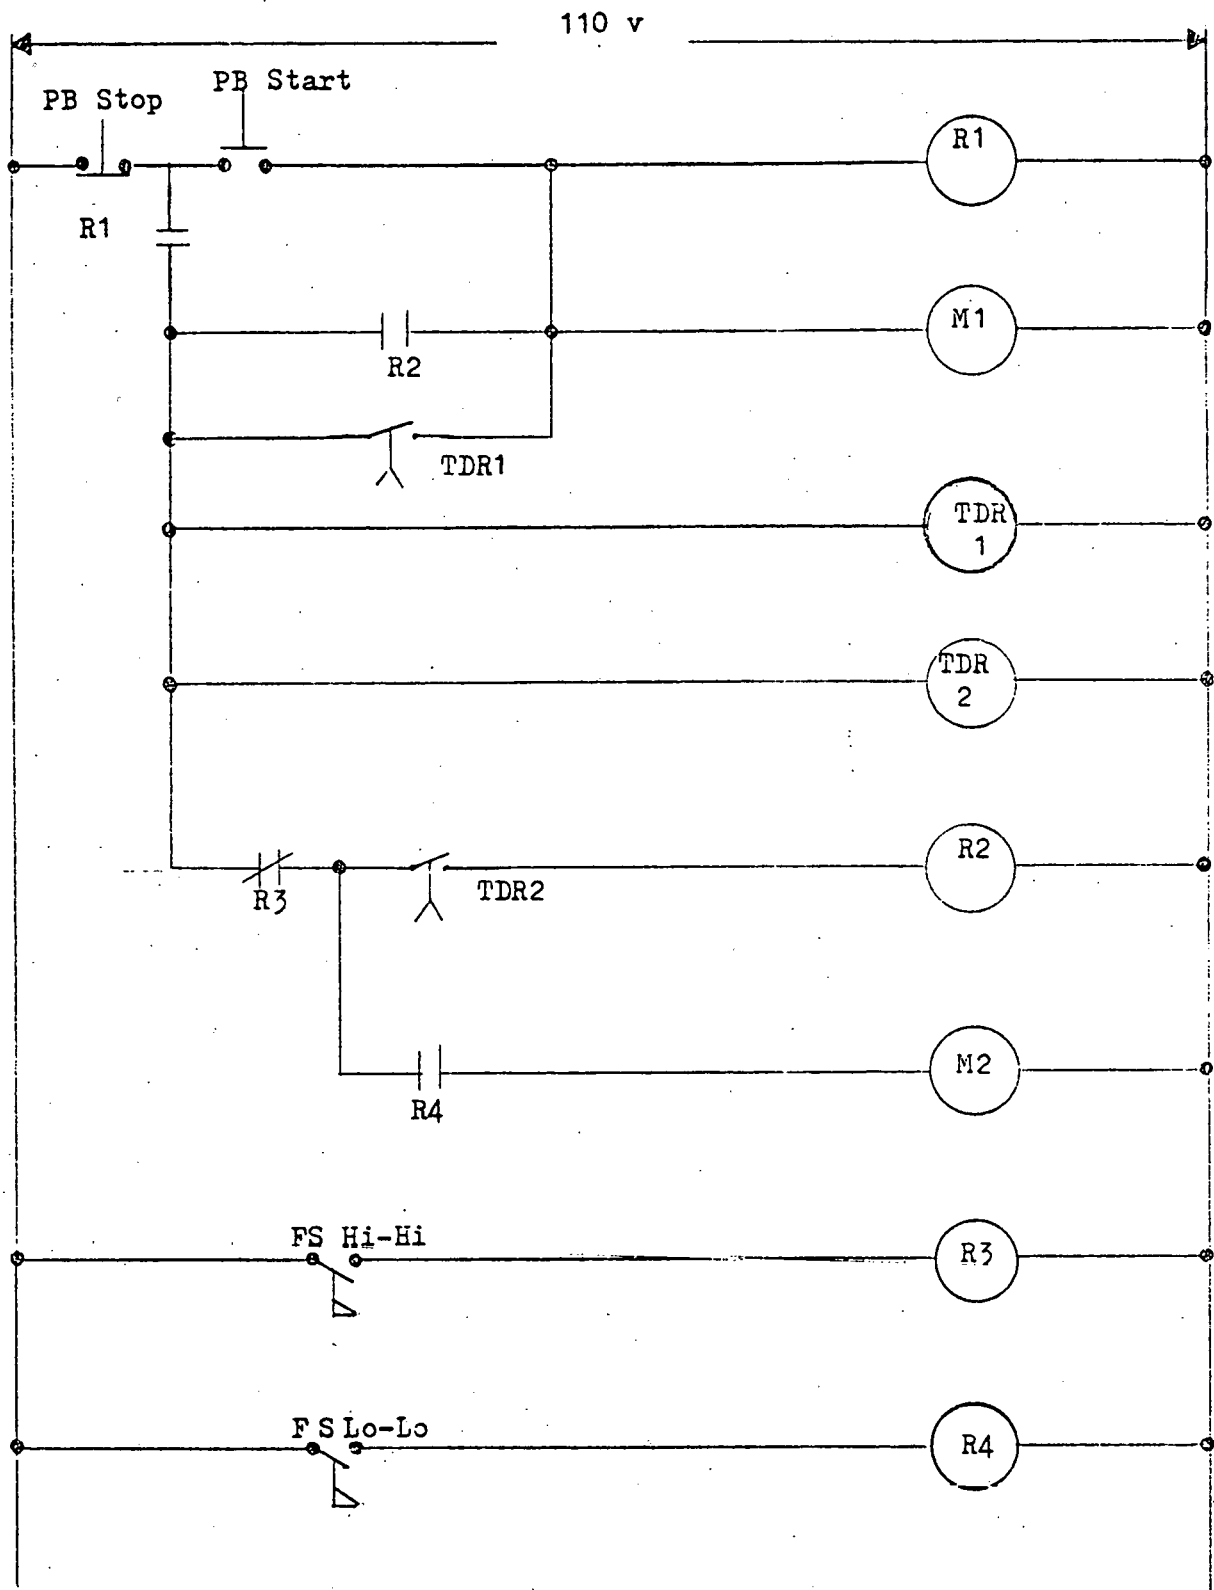 110 v
PB Start
PB Stop
R1
R1
M1
R2
TDR1
TDR
1
TDR
2
R2
R3
TDR2
M2
R4
FS Hi-Hi
R3
FS Lo-Lo
R4